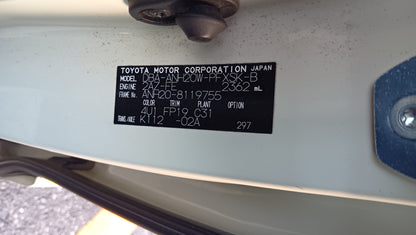 TOYOTA MOTOR CORPORATION JAPAN
MODEL DBA-ANH20W-PFXSK-B
ENGINE 2AZ-FE 2362 mL
FRAME No. ANH20-8119755
COLOR TRIM PLANT OPTION
4U1 FP19 C31
TRANS/AXLE K112 -02A
297